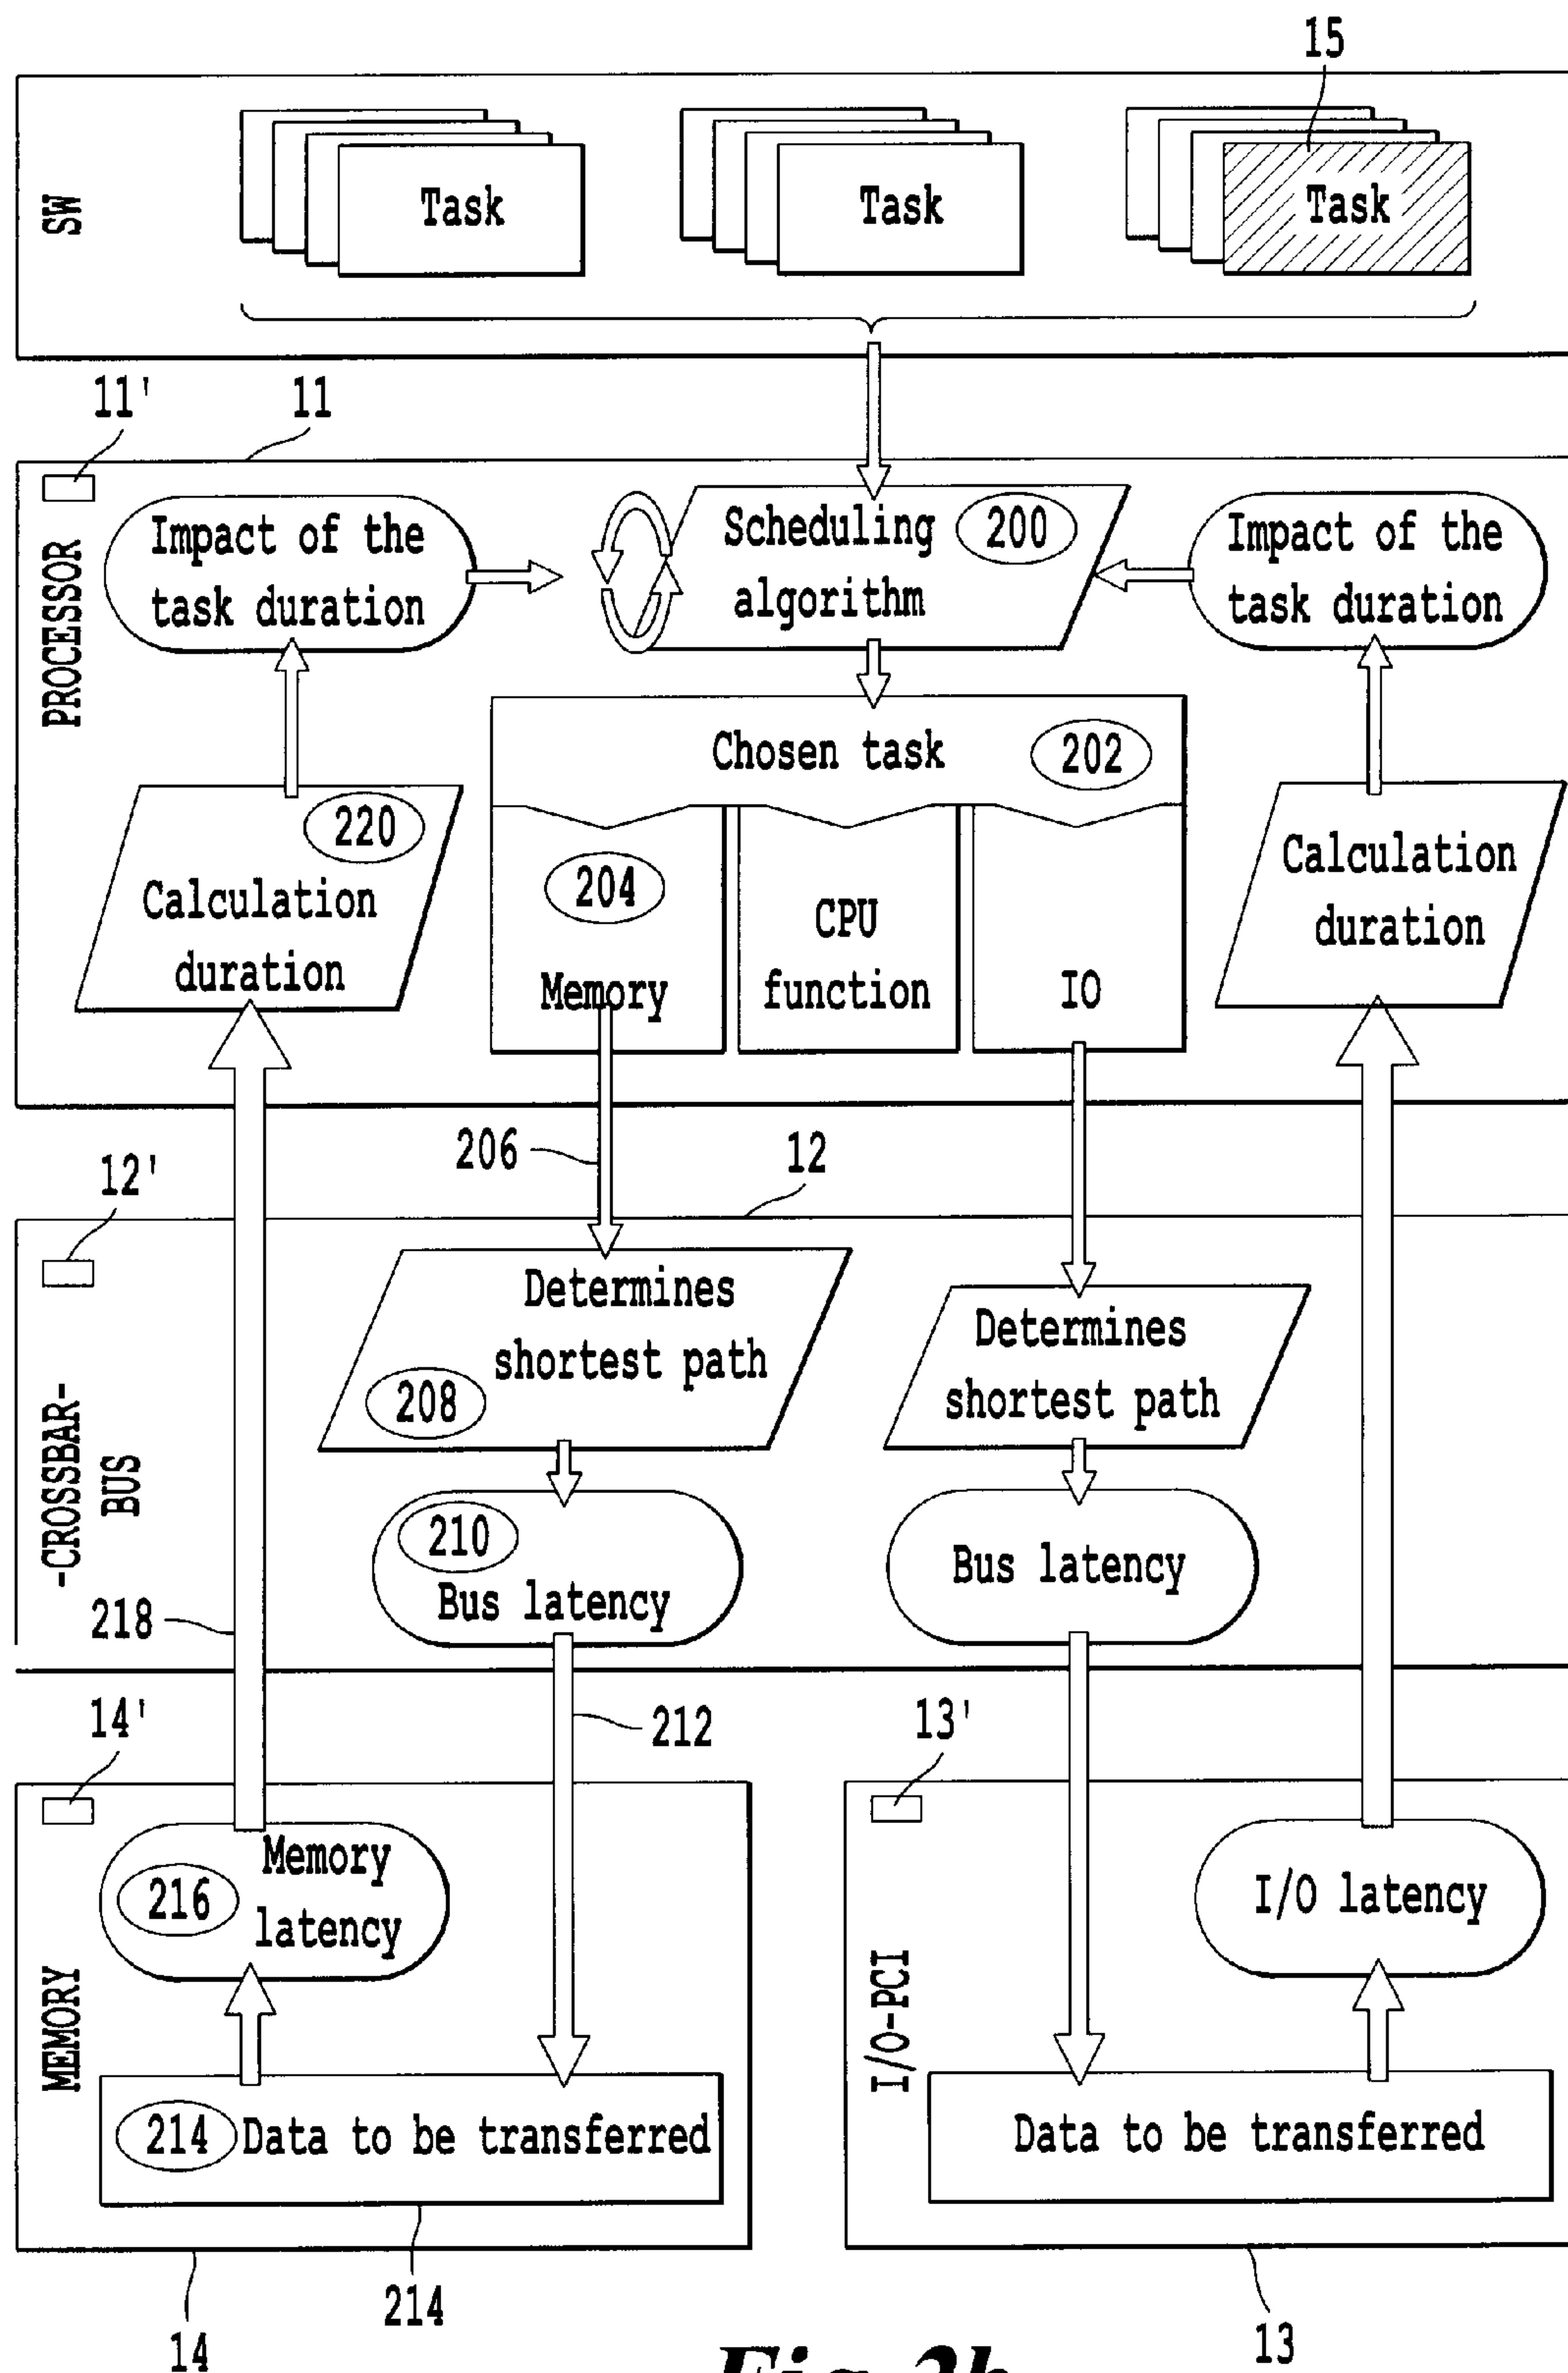 15
SW
Task
Task
Task
11'
11
PROCESSOR
Impact of the
task duration
Scheduling
algorithm
200
Impact of the
task duration
Chosen task
202
220
Calculation
duration
204
Memory
CPU
function
IO
Calculation
duration
206
12
12'
-CROSSBAR-
BUS
Determines
shortest path
208
Determines
shortest path
210
Bus latency
Bus latency
218
14'
212
13'
MEMORY
Memory
latency
216
I/O-PCI
I/O latency
214
Data to be transferred
Data to be transferred
14
214
13